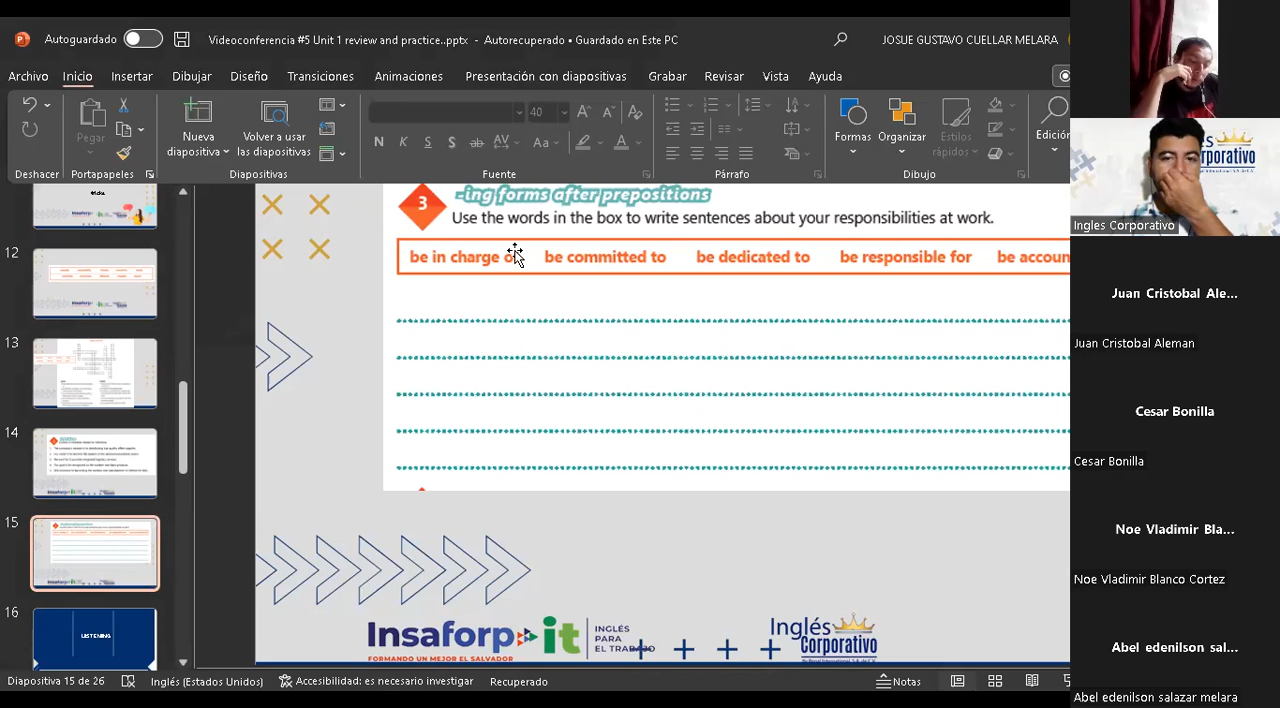 Autoguardado
Videoconferencia #5 Unit 1 review and practice..pptx - Autorecuperado • Guardado en Este PC
JOSUE GUSTAVO CUELLAR MELARA
Archivo Inicio Insertar Dibujar Diseño Transiciones Animaciones Presentación con diapositivas Grabar Revisar Vista Ayuda
40
Pegar
Nueva diapositiva
Volver a usar las diapositivas
N K S ab AV Aa A
Formas Organizar Estilos rápidos Edición
Deshacer Portapapeles Diapositivas Fuente Párrafo Dibujo
3
-ing forms after prepositions
Use the words in the box to write sentences about your responsibilities at work.
be in charge of be committed to be dedicated to be responsible for be accoun
12
13
14
15
16
LISTENING
Insaforp it
INGLÉS
PARA
EL TRABAJO
FORMANDO UN MEJOR EL SALVADOR
Inglés
Corporativo
Diapositiva 15 de 26 Inglés (Estados Unidos) Accesibilidad: es necesario investigar Recuperado Notas
Ingles Corporativo
Juan Cristobal Ale...
Juan Cristobal Aleman
Cesar Bonilla
Cesar Bonilla
Noe Vladimir Bla...
Noe Vladimir Blanco Cortez
Abel edenilson sal...
Abel edenilson salazar melara